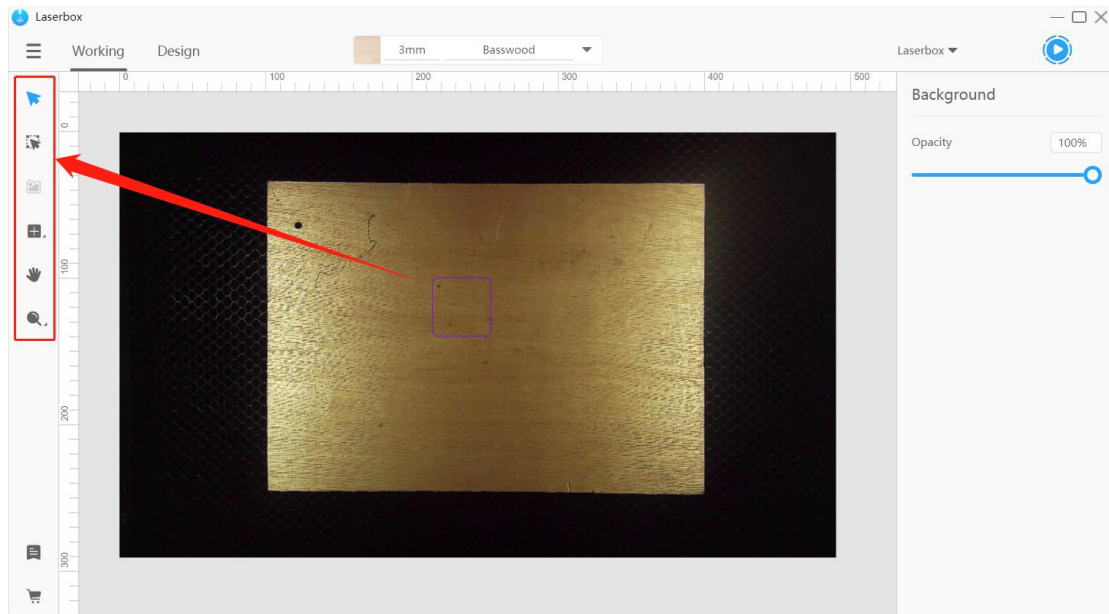 Laserbox
Working Design 3mm Basswood Laserbox
0 100 200 300 400 500
Background
Opacity 100%
0
100
200
300